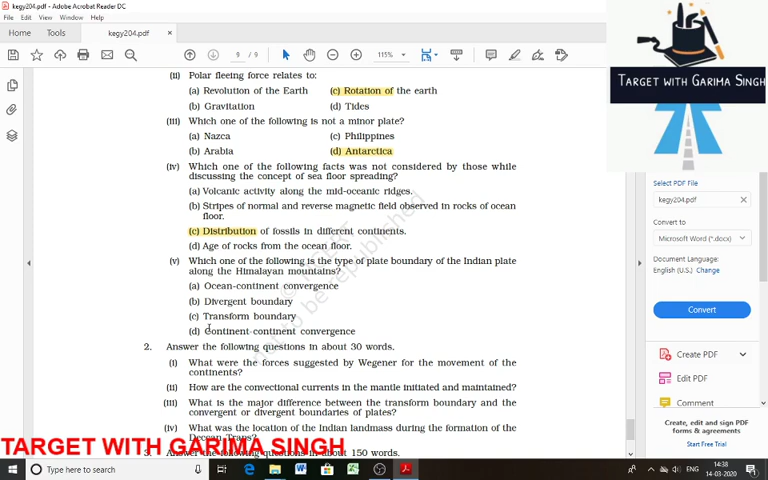 kegy204.pdf - Adobe Acrobat Reader DC
File Edit View Window Help
Home Tools kegy204.pdf ×
9 / 9 115%
(ii) Polar fleeing force relates to:
(a) Revolution of the Earth (c) Rotation of the earth
(b) Gravitation (d) Tides
(iii) Which one of the following is not a minor plate?
(a) Nazca (c) Philippines
(b) Arabia (d) Antarctica
(iv) Which one of the following facts was not considered by those while
discussing the concept of sea floor spreading?
(a) Volcanic activity along the mid-oceanic ridges.
(b) Stripes of normal and reverse magnetic field observed in rocks of ocean
floor.
(c) Distribution of fossils in different continents.
(d) Age of rocks from the ocean floor.
(v) Which one of the following is the type of plate boundary of the Indian plate
along the Himalayan mountains?
(a) Ocean-continent convergence
(b) Divergent boundary
(c) Transform boundary
(d) Continent-continent convergence
2. Answer the following questions in about 30 words.
(i) What were the forces suggested by Wegener for the movement of the
continents?
(ii) How are the convectional currents in the mantle initiated and maintained?
(iii) What is the major difference between the transform boundary and the
convergent or divergent boundaries of plates?
(iv) What was the location of the Indian landmass during the formation of the
Deccan Traps?
3. Answer the following questions in about 150 words.
not to be republished
TARGET WITH GARIMA SINGH
Select PDF File
kegy204.pdf ×
Convert to
Microsoft Word (*.docx)
Document Language:
English (U.S.) Change
Convert
Create PDF
Edit PDF
Comment
Create, edit and sign PDF
forms & agreements
Start Free Trial
TARGET WITH GARIMA SINGH
Type here to search
ENG
14:38
14-03-2020